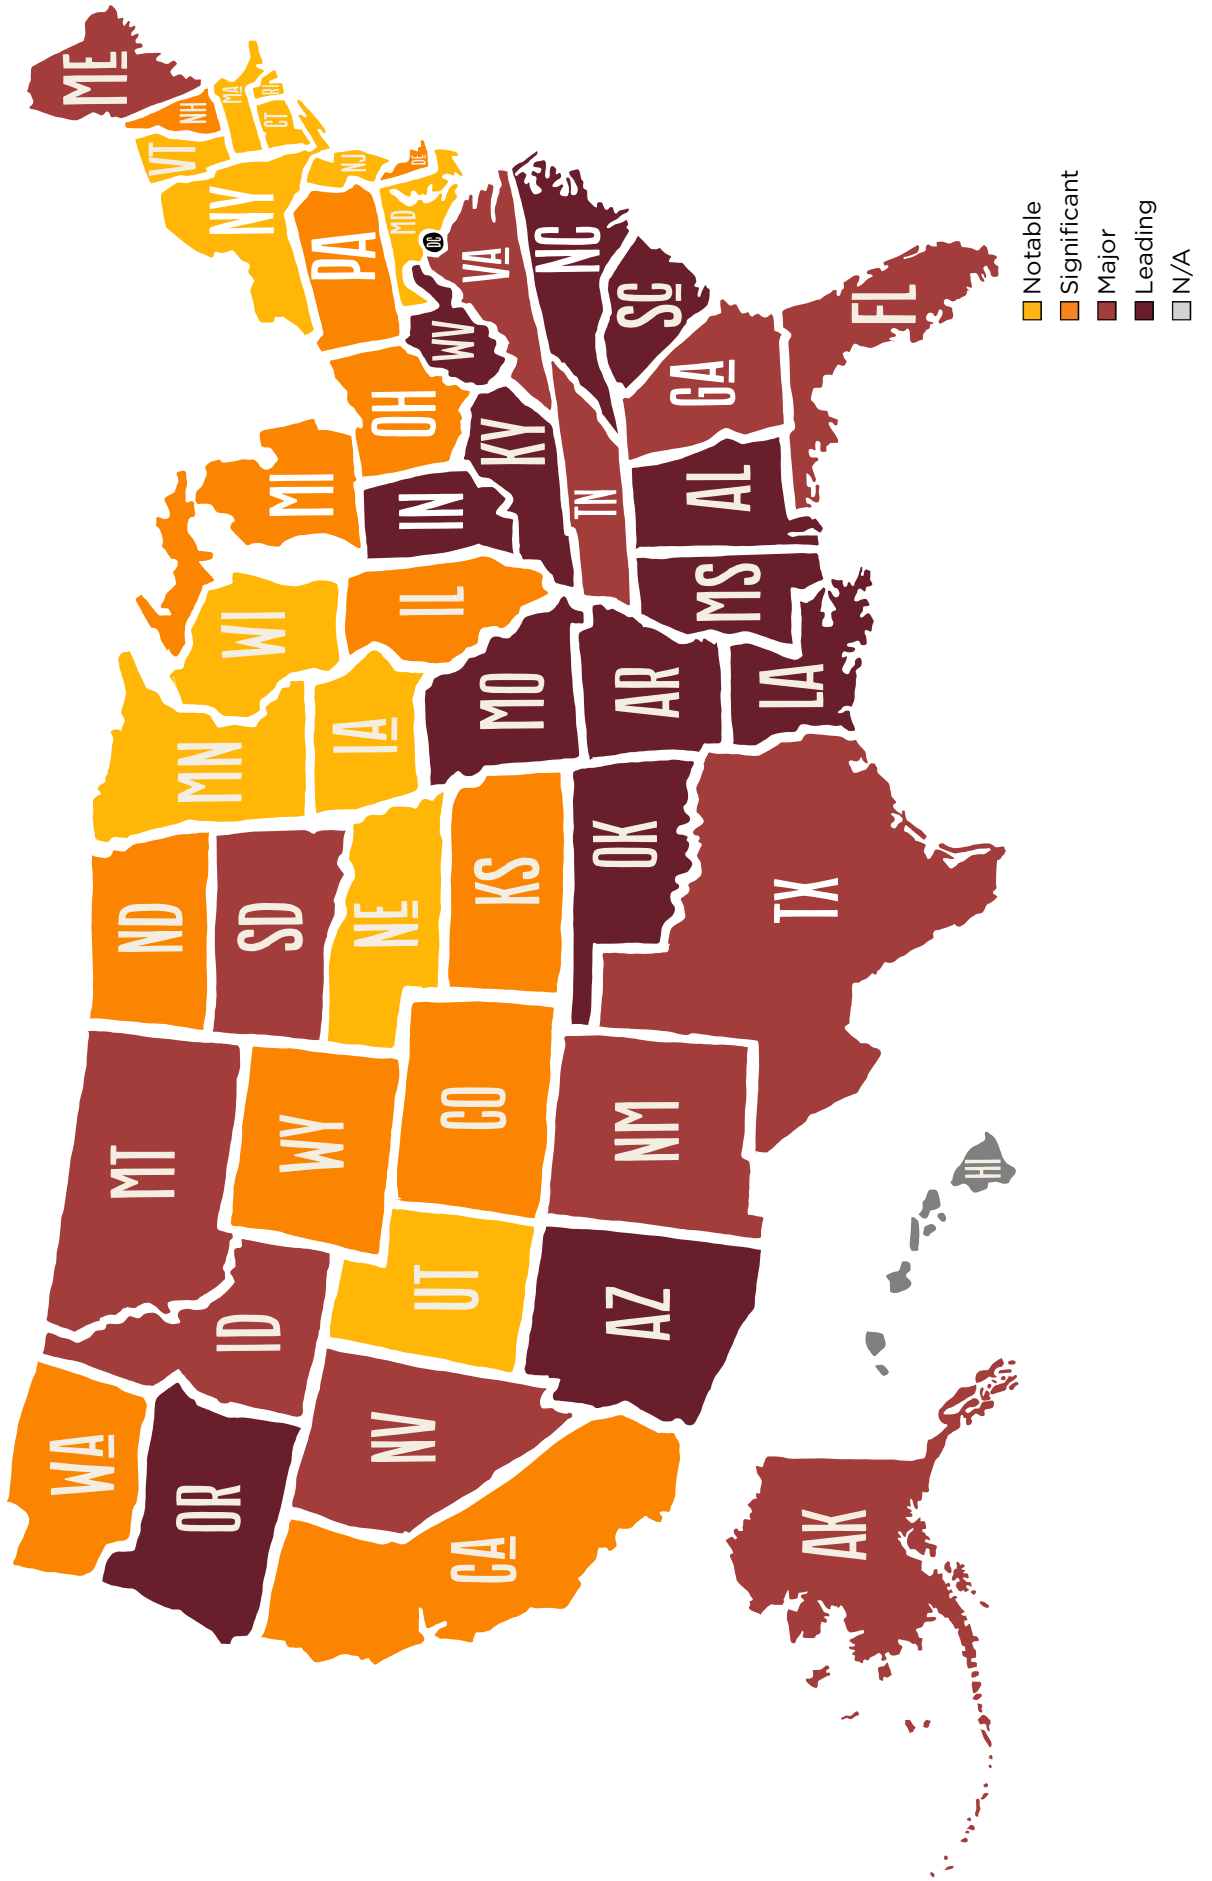 WA
OR
CA
NV
ID
MT
WY
UT
AZ
CO
NM
ND
SD
NE
KS
OK
TX
MN
IA
MO
AR
LA
WI
IL
MS
MI
IN
KY
TN
AL
OH
WV
GA
FL
SC
NC
VA
PA
NY
MD
DC
DE
NJ
VT
NH
MA
CT
RI
ME
AK
HI
Notable
Significant
Major
Leading
N/A